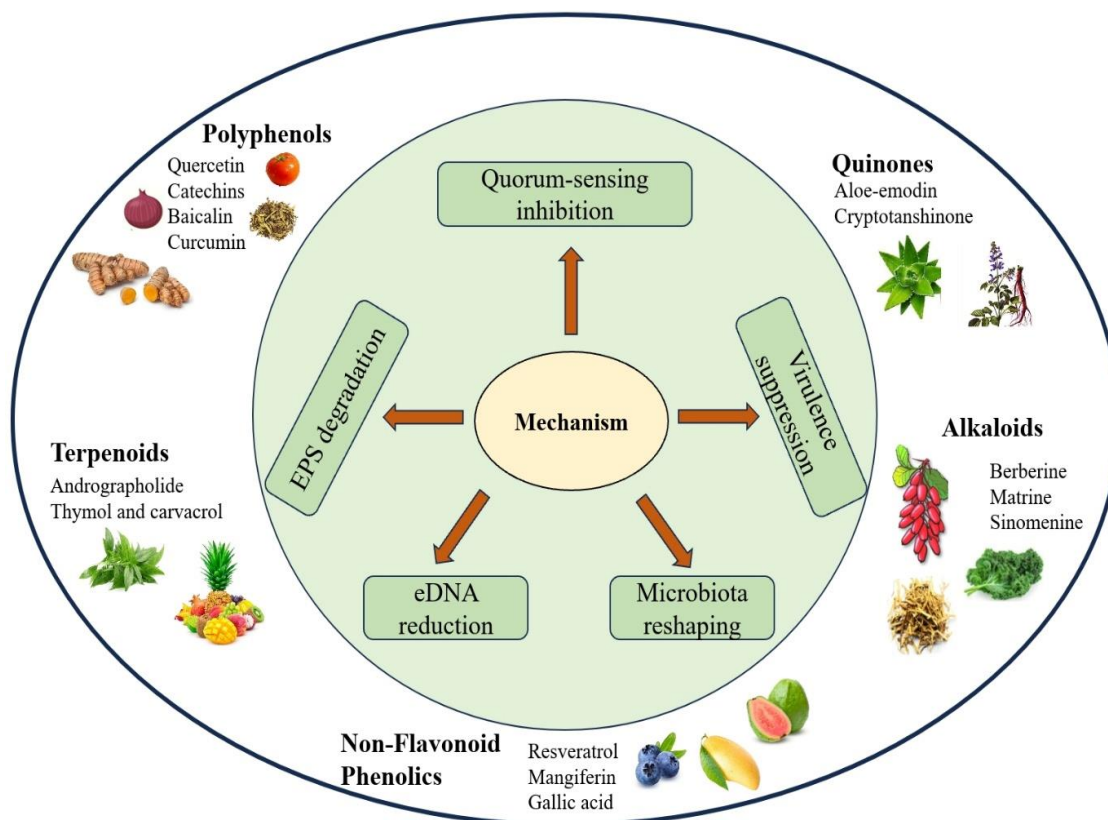 Polyphenols
Quercetin
Catechins
Baicalin
Curcumin
Quinones
Aloe-emodin
Cryptotanshinone
Quorum-sensing
inhibition
EPS degradation
Mechanism
Virulence
suppression
Terpenoids
Andrographolide
Thymol and carvacrol
Alkaloids
Berberine
Matrine
Sinomenine
eDNA
reduction
Microbiota
reshaping
Non-Flavonoid
Phenolics
Resveratrol
Mangiferin
Gallic acid